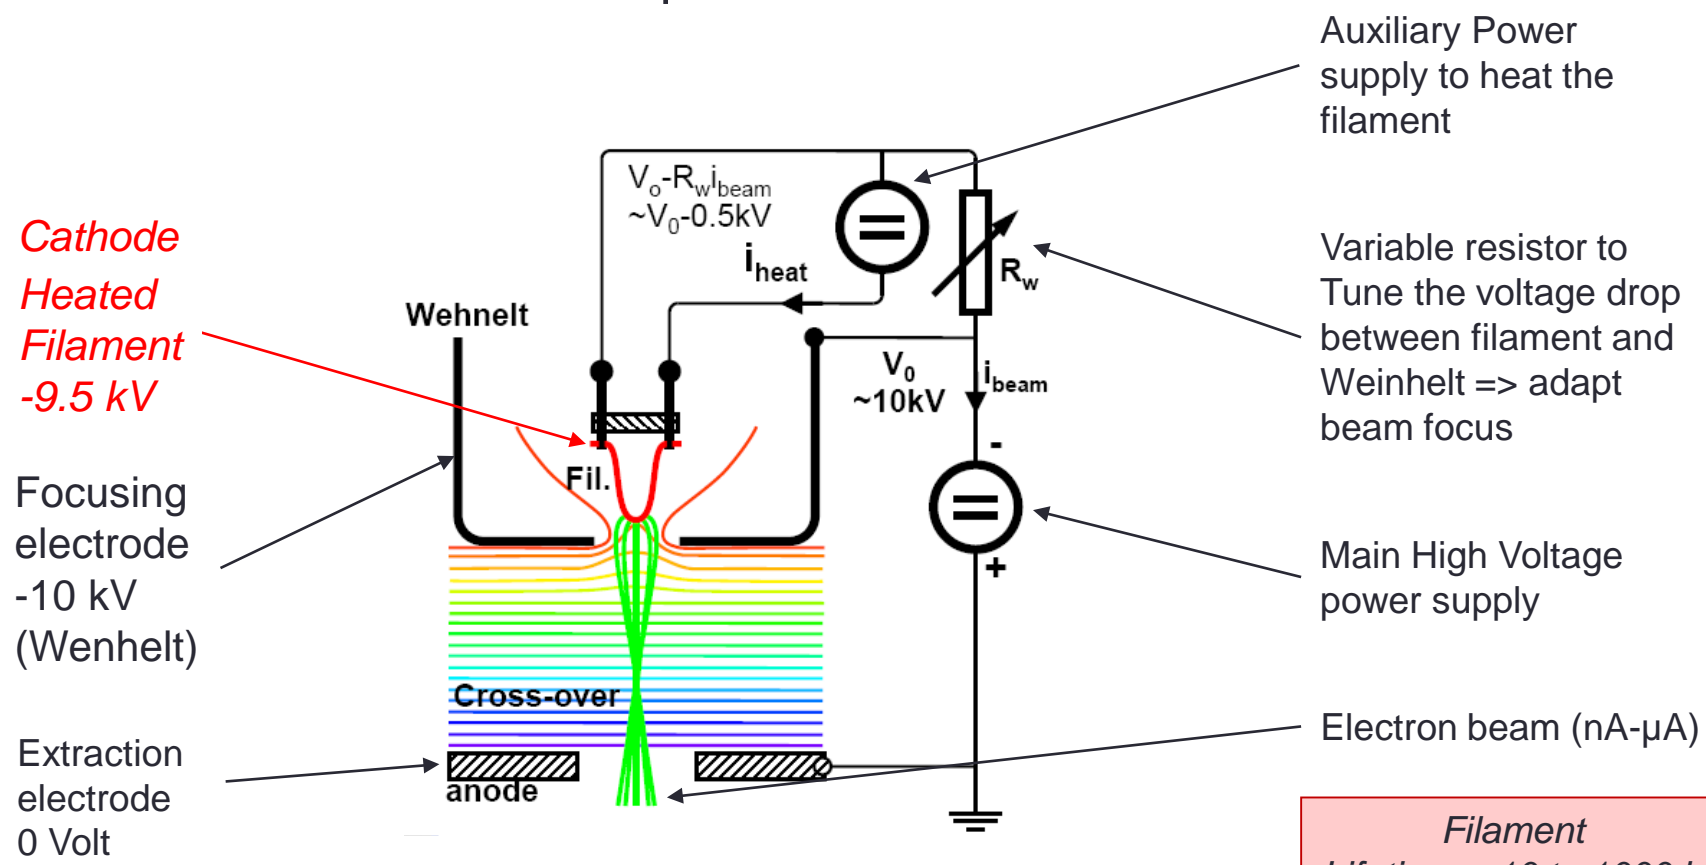 Auxiliary Power
supply to heat the
filament
Vo-Rwibeam
~V0-0.5kV
iheat
Rw
Cathode
Heated
Filament
-9.5 kV
Wehnelt
Variable resistor to
Tune the voltage drop
between filament and
Weinhelt => adapt
beam focus
V0
~10kV
ibeam
-
Fil.
Focusing
electrode
-10 kV
(Wenhelt)
+
Main High Voltage
power supply
Cross-over
Electron beam (nA-µA)
Extraction
electrode
0 Volt
anode
Filament